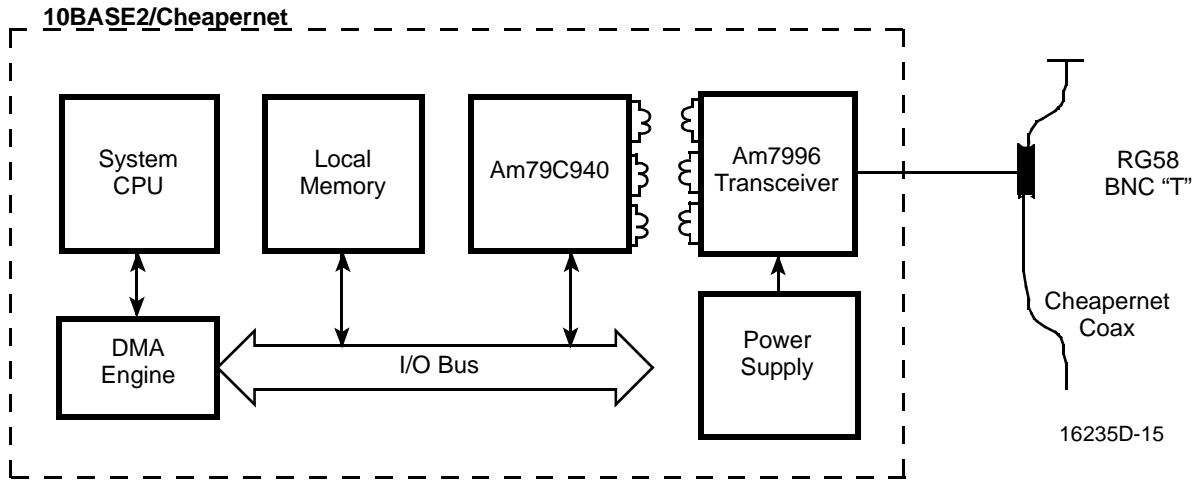 10BASE2/Cheapernet
System
CPU
Local
Memory
Am79C940
Am7996
Transceiver
RG58
BNC “T”
DMA
Engine
I/O Bus
Power
Supply
Cheapernet
Coax
16235D-15